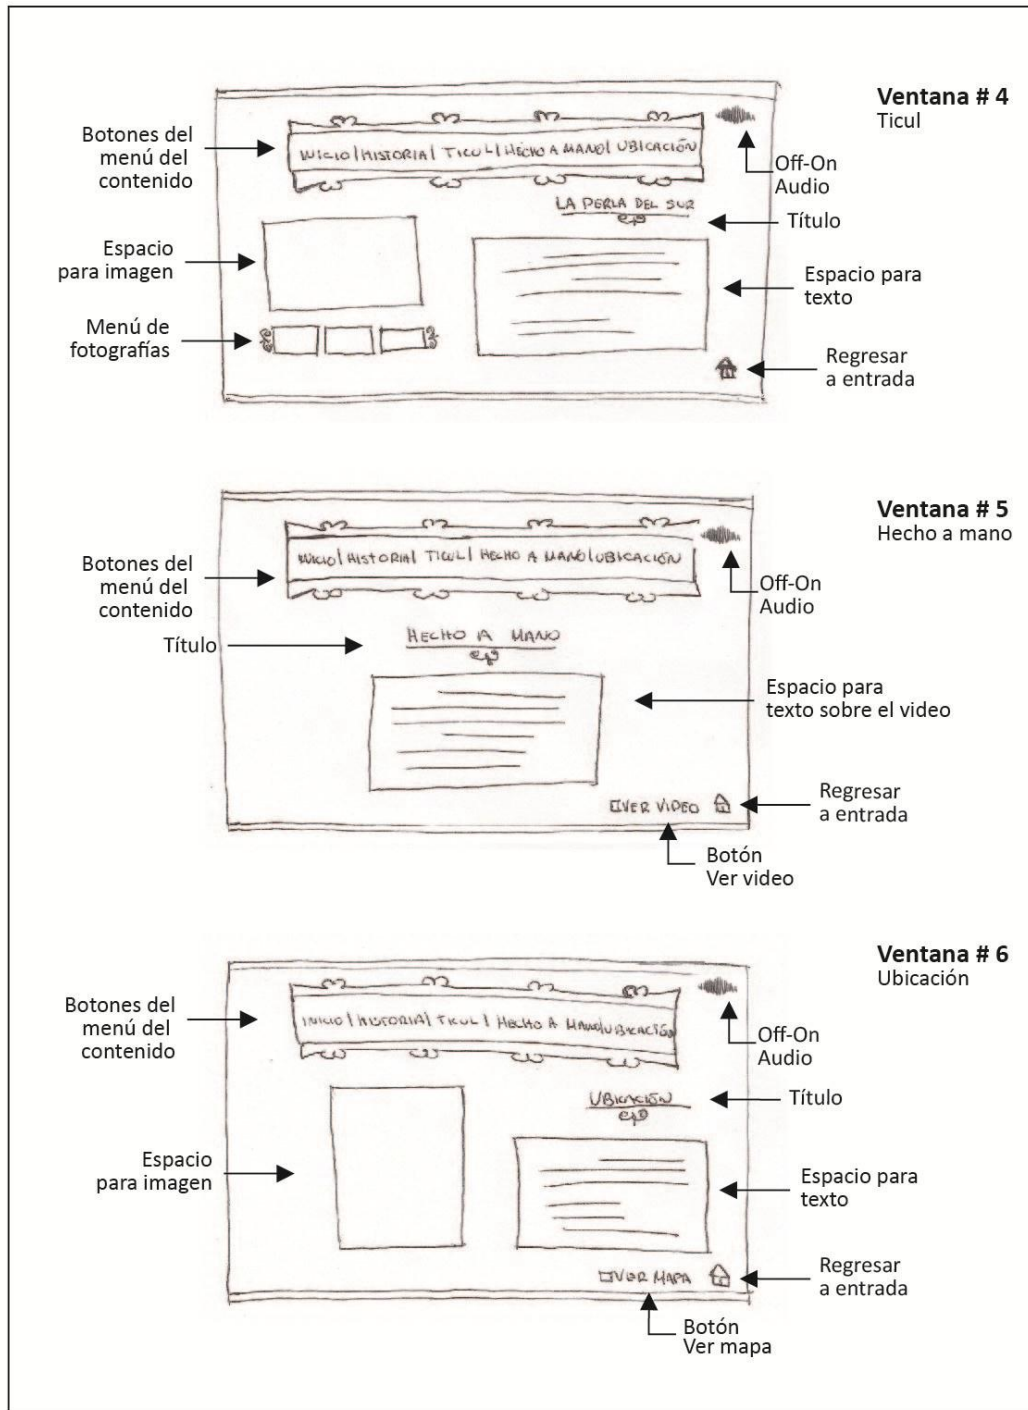 Ventana # 4
Ticul
Botones del
menú del
contenido
INICIO | HISTORIA | TICUL | HECHO A MANO | UBICACIÓN
Off-On
Audio
LA PERLA DEL SUR
Título
Espacio
para imagen
Espacio para
texto
Menú de
fotografías
Regresar
a entrada
Ventana # 5
Hecho a mano
Botones del
menú del
contenido
INICIO | HISTORIA | TICUL | HECHO A MANO | UBICACIÓN
Off-On
Audio
Título
HECHO A MANO
Espacio para
texto sobre el video
VER VIDEO
Regresar
a entrada
Botón
Ver video
Ventana # 6
Ubicación
Botones del
menú del
contenido
INICIO | HISTORIA | TICUL | HECHO A MANO | UBICACIÓN
Off-On
Audio
UBICACIÓN
Título
Espacio
para imagen
Espacio para
texto
VER MAPA
Regresar
a entrada
Botón
Ver mapa